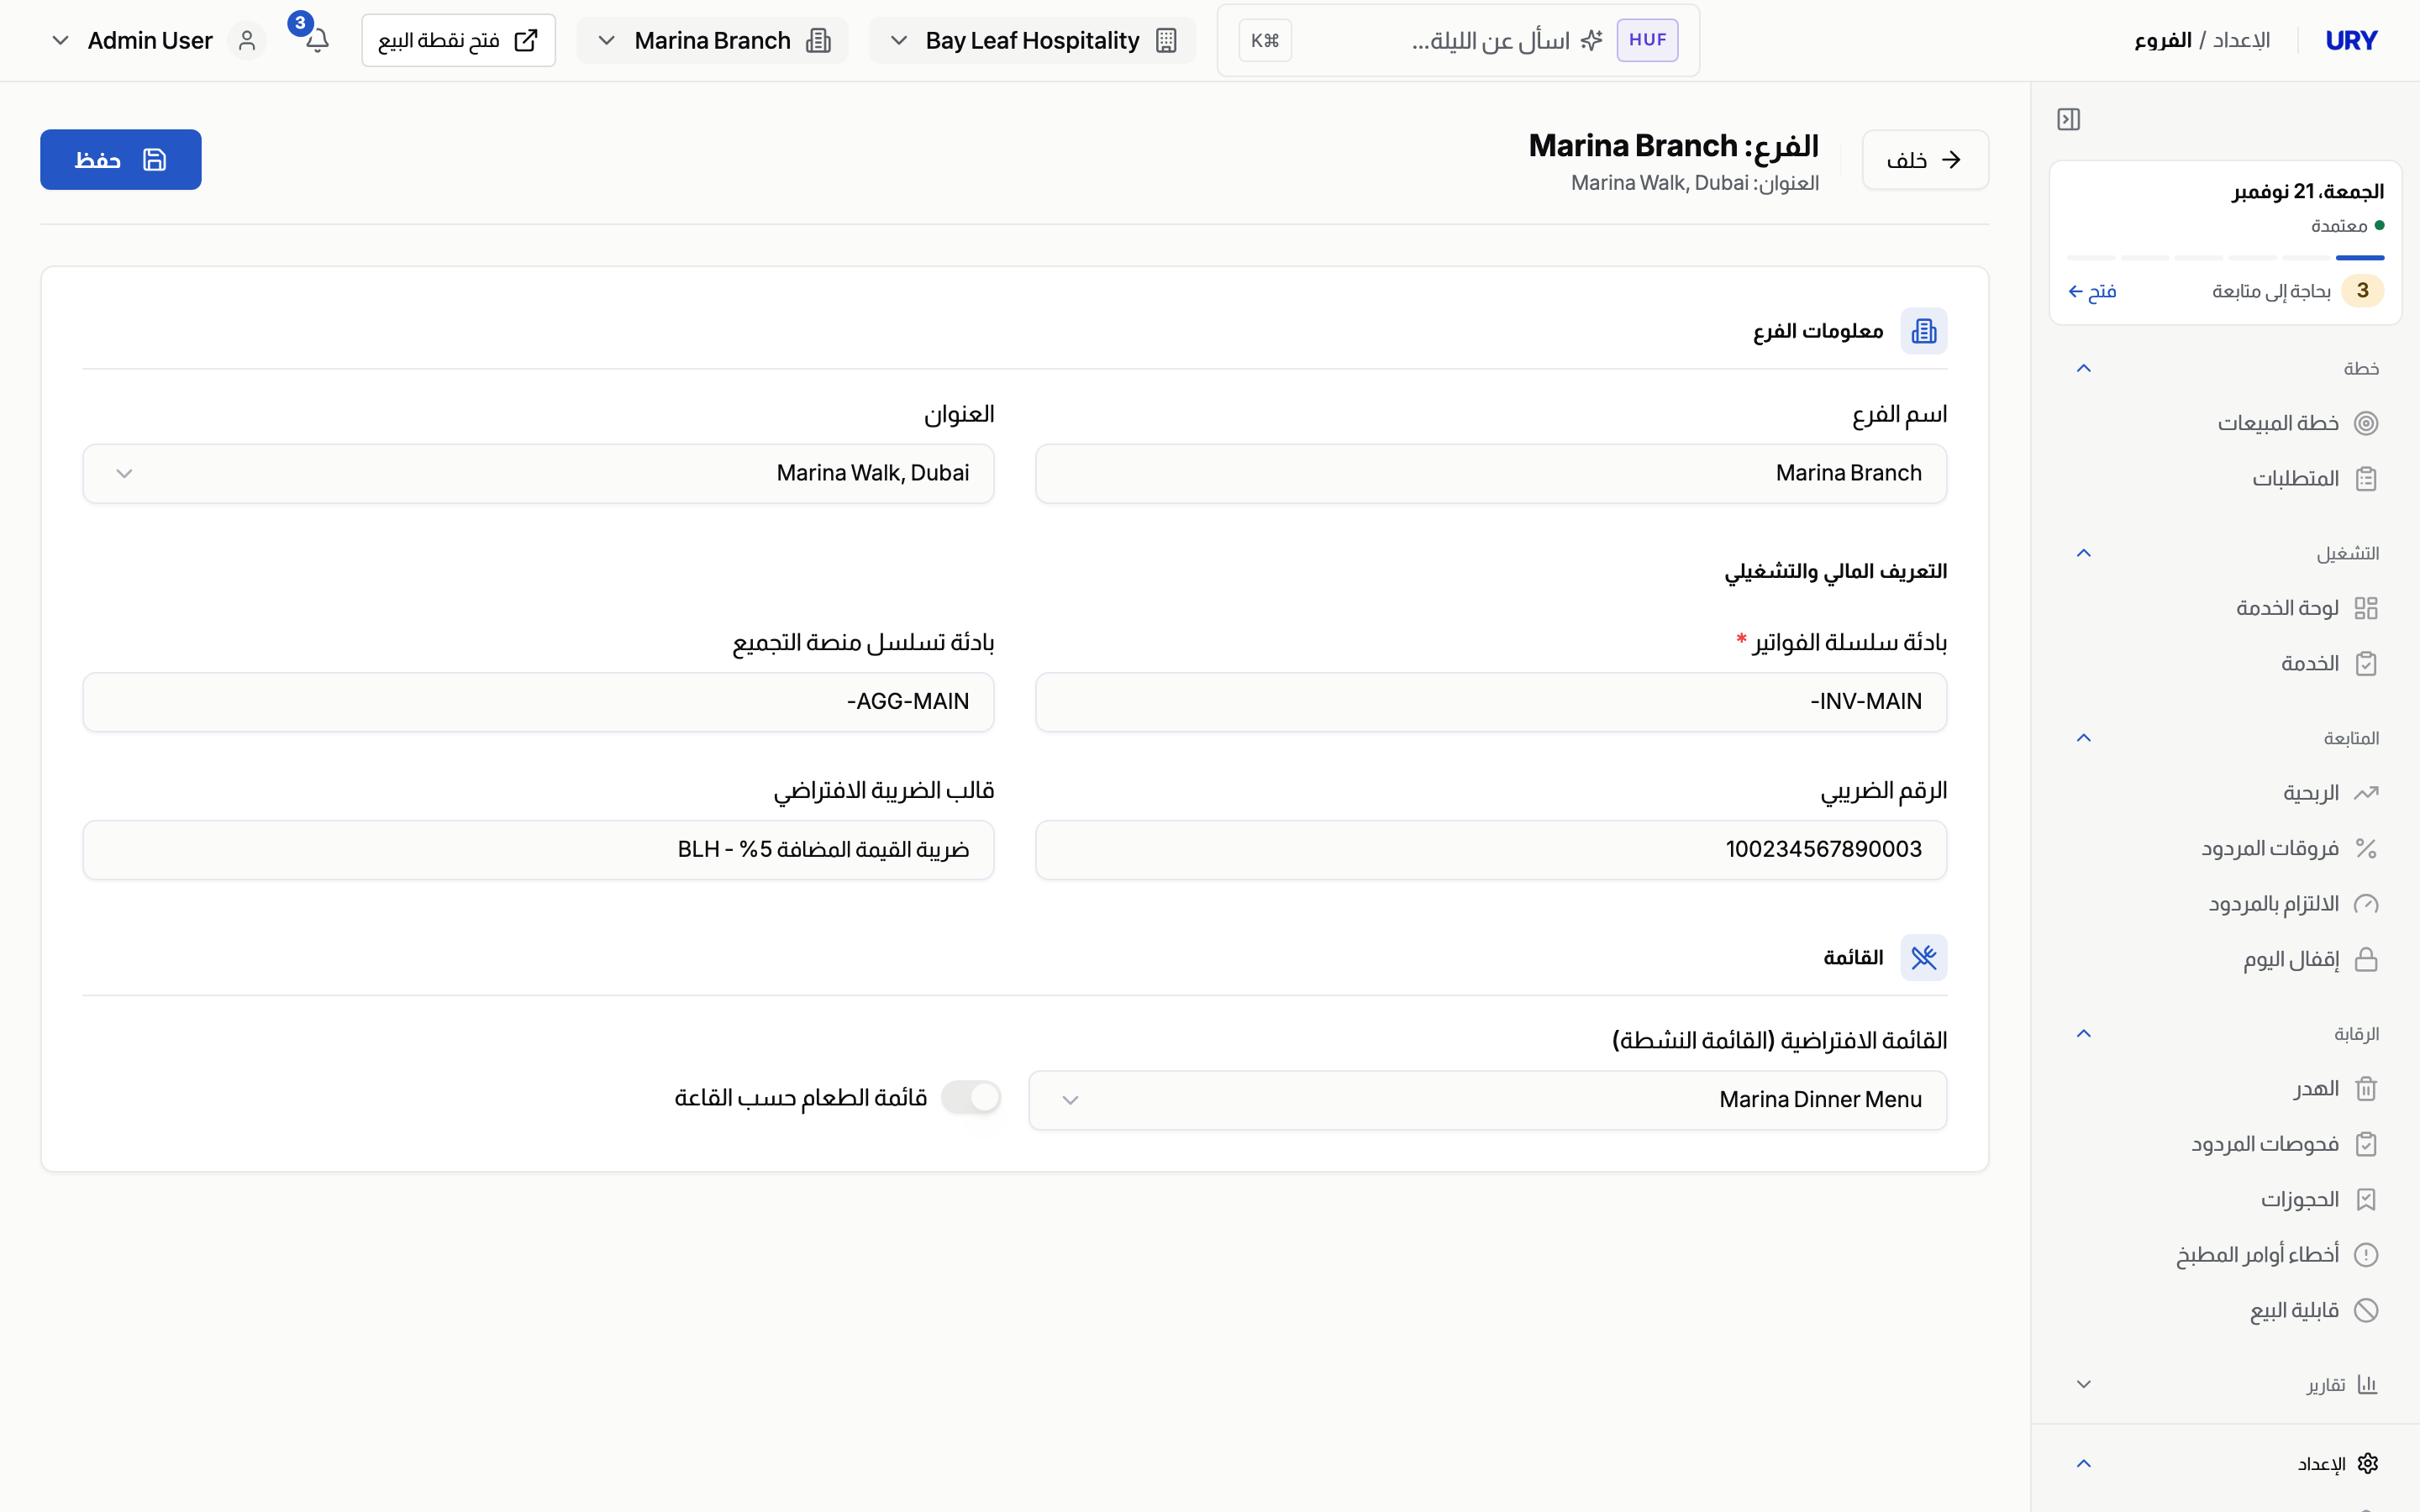 URY
الإعداد / الفروع
HUF
اسأل عن الليلة...
⌘K
Bay Leaf Hospitality
Marina Branch
فتح نقطة البيع
3
Admin User
الجمعة، 21 نوفمبر
معتمدة
3 بحاجة إلى متابعة
فتح ←
خطة
خطة المبيعات
المتطلبات
التشغيل
لوحة الخدمة
الخدمة
المتابعة
الربحية
فروقات المردود
الالتزام بالمردود
إقفال اليوم
الرقابة
الهدر
فحوصات المردود
الحجوزات
أخطاء أوامر المطبخ
قابلية البيع
تقارير
الإعداد
خلف
الفرع: Marina Branch
العنوان: Marina Walk, Dubai
حفظ
معلومات الفرع
اسم الفرع
Marina Branch
العنوان
Marina Walk, Dubai
التعريف المالي والتشغيلي
بادئة سلسلة الفواتير *
-INV-MAIN
بادئة تسلسل منصة التجميع
-AGG-MAIN
الرقم الضريبي
100234567890003
قالب الضريبة الافتراضي
ضريبة القيمة المضافة 5% - BLH
القائمة
القائمة الافتراضية (القائمة النشطة)
Marina Dinner Menu
قائمة الطعام حسب القاعة